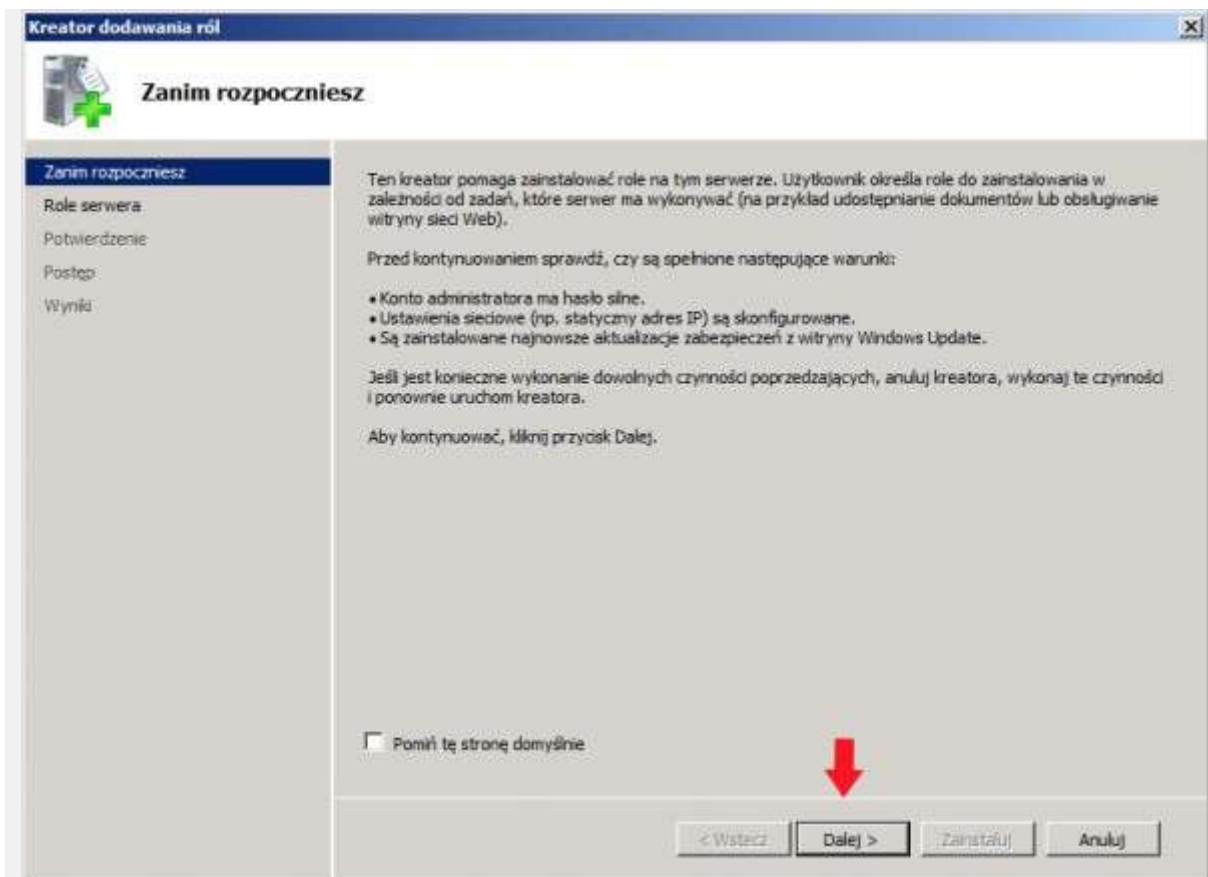 Kreator dodawania ról
Zanim rozpoczniesz
Zanim rozpoczniesz
Role serwera
Potwierdzenie
Postęp
Wyniki
Ten kreator pomaga zainstalować role na tym serwerze. Użytkownik określa role do zainstalowania w
zależności od zadań, które serwer ma wykonywać (na przykład udostępnianie dokumentów lub obsługiwanie
witryny sieci Web).
Przed kontynuowaniem sprawdź, czy są spełnione następujące warunki:
• Konto administratora ma hasło silne.
• Ustawienia sieciowe (np. statyczny adres IP) są skonfigurowane.
• Są zainstalowane najnowsze aktualizacje zabezpieczeń z witryny Windows Update.
Jeśli jest konieczne wykonanie dowolnych czynności poprzedzających, anuluj kreatora, wykonaj te czynności
i ponownie uruchom kreatora.
Aby kontynuować, kliknij przycisk Dalej.
Pomiń tę stronę domyślnie
< Wstecz Dalej > Zainstaluj Anuluj